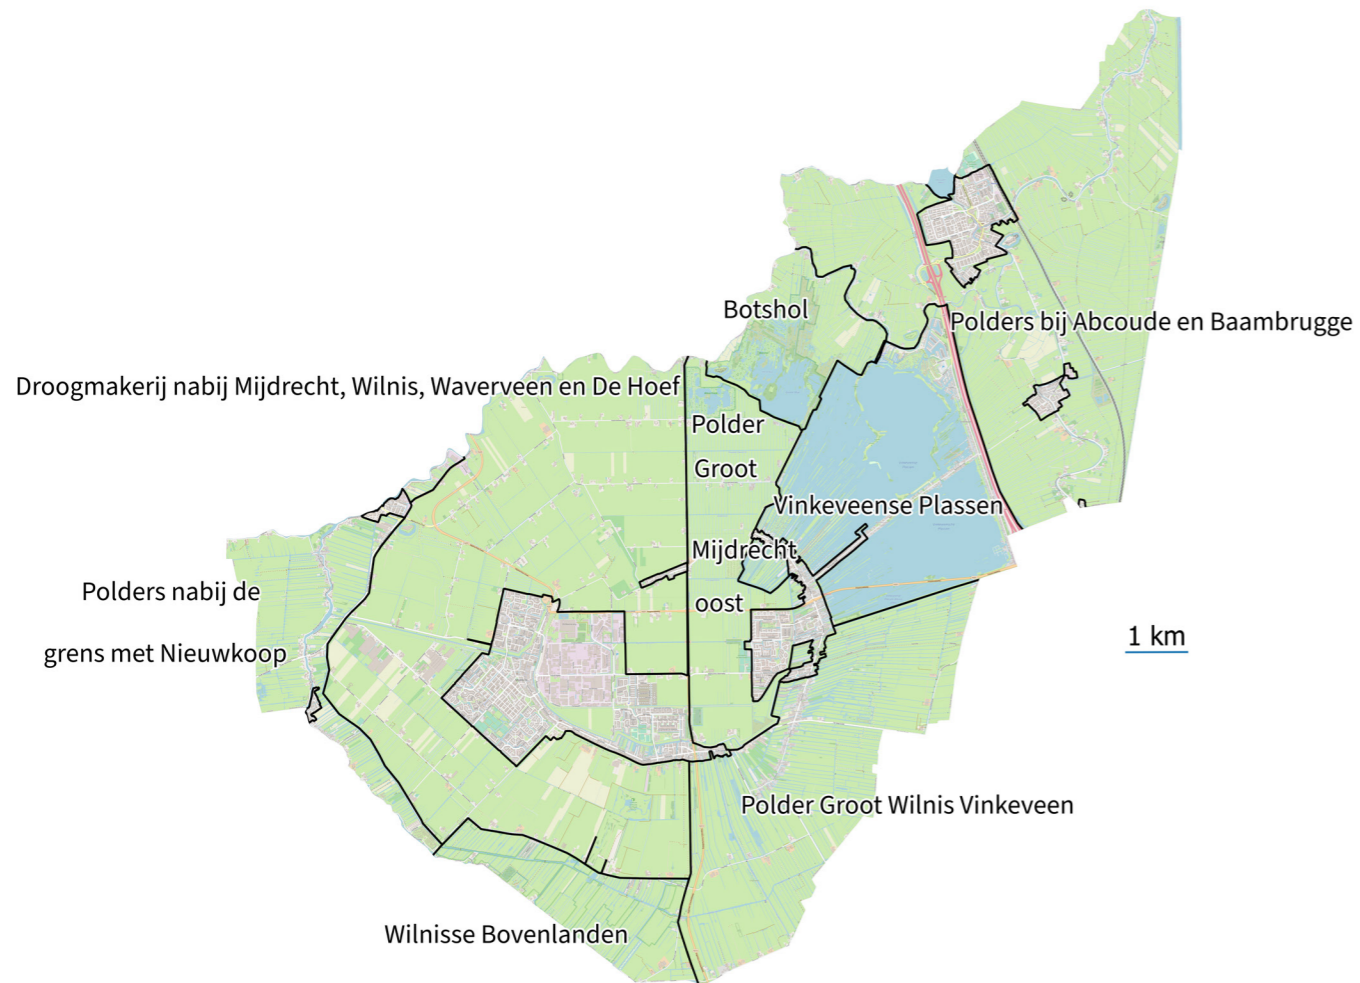 Botshol
Polders bij Abcoude en Baambrugge
Droogmakerij nabij Mijdrecht, Wilnis, Waverveen en De Hoef
Polder
Groot
Vinkeveense Plassen
Mijdrecht
oost
Polders nabij de
grens met Nieuwkoop
1 km
Polder Groot Wilnis Vinkeveen
Wilnisse Bovenlanden